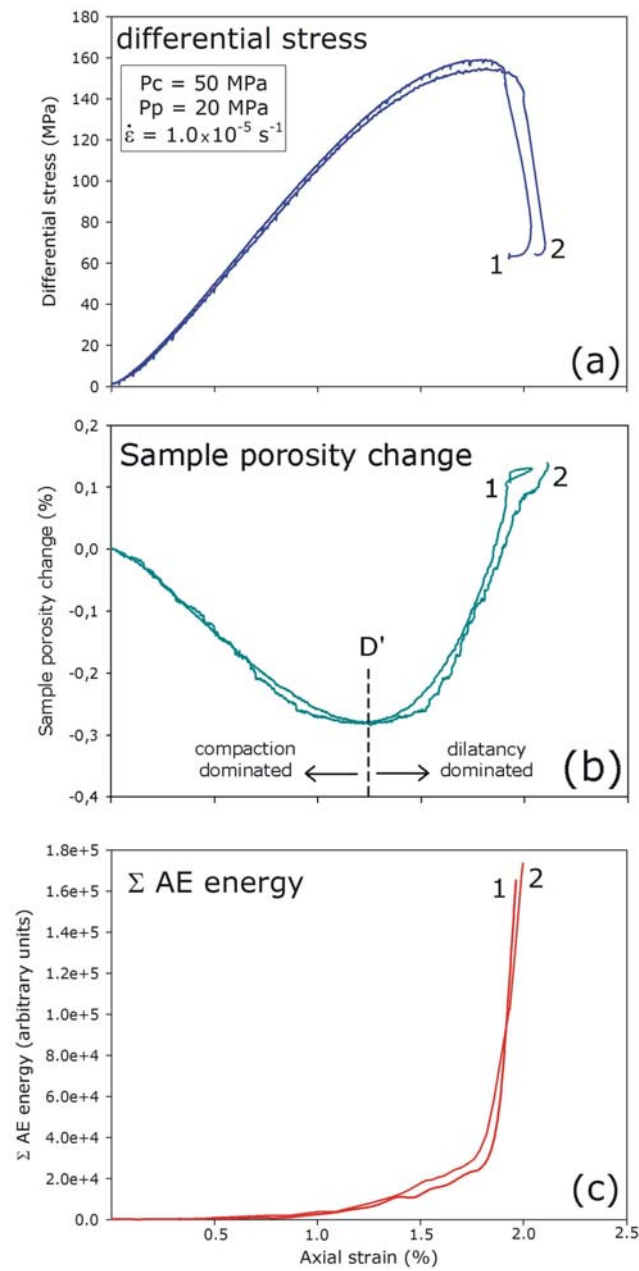 differential stress
Pc = 50 MPa
Pp = 20 MPa
ε̇ = 1.0x10⁻⁵ s⁻¹
180
160
140
120
100
80
60
40
20
0
Differential stress (MPa)
1
2
(a)
Sample porosity change
0,2
0,1
0,0
-0,1
-0,2
-0,3
-0,4
Sample porosity change (%)
1
2
D'
compaction dilatancy
dominated dominated
(b)
Σ AE energy
1.8e+5
1.6e+5
1.4e+5
1.2e+5
1.0e+5
8.0e+4
6.0e+4
4.0e+4
2.0e+4
0.0
Σ AE energy (arbitrary units)
1 2
(c)
0.5 1.0 1.5 2.0 2.5
Axial strain (%)